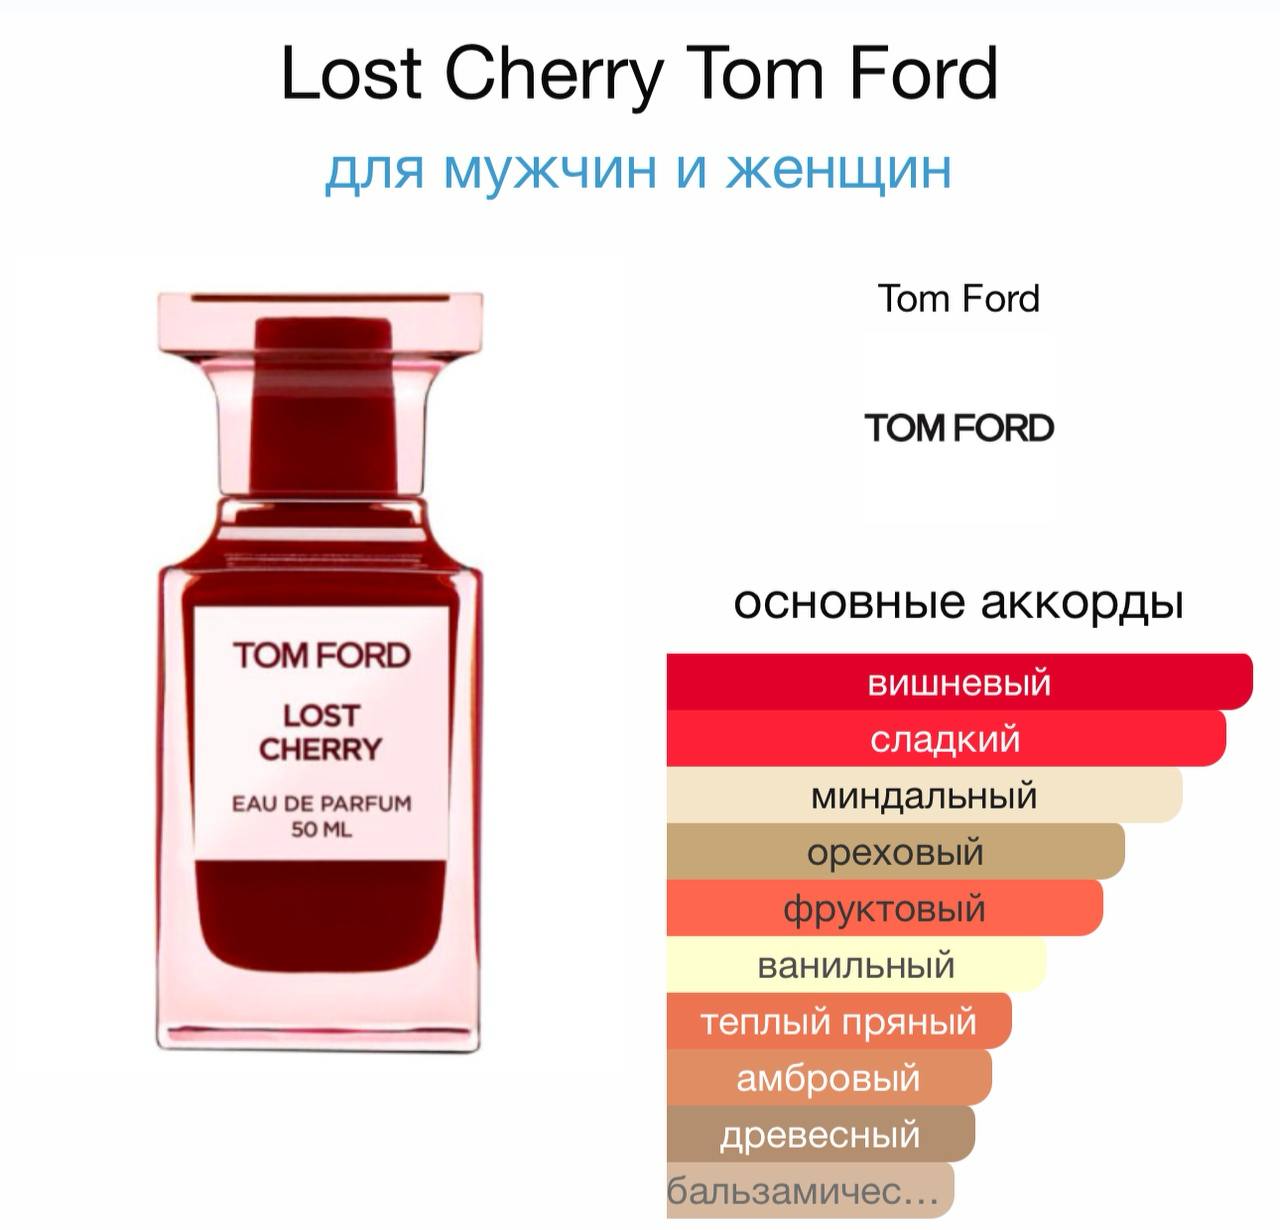 Lost Cherry Tom Ford
для мужчин и женщин
Tom Ford
TOM FORD
TOM FORD
LOST
CHERRY
EAU DE PARFUM
50 ML
основные аккорды
вишневый
сладкий
миндальный
ореховый
фруктовый
ванильный
теплый пряный
амбровый
древесный
бальзамичес...